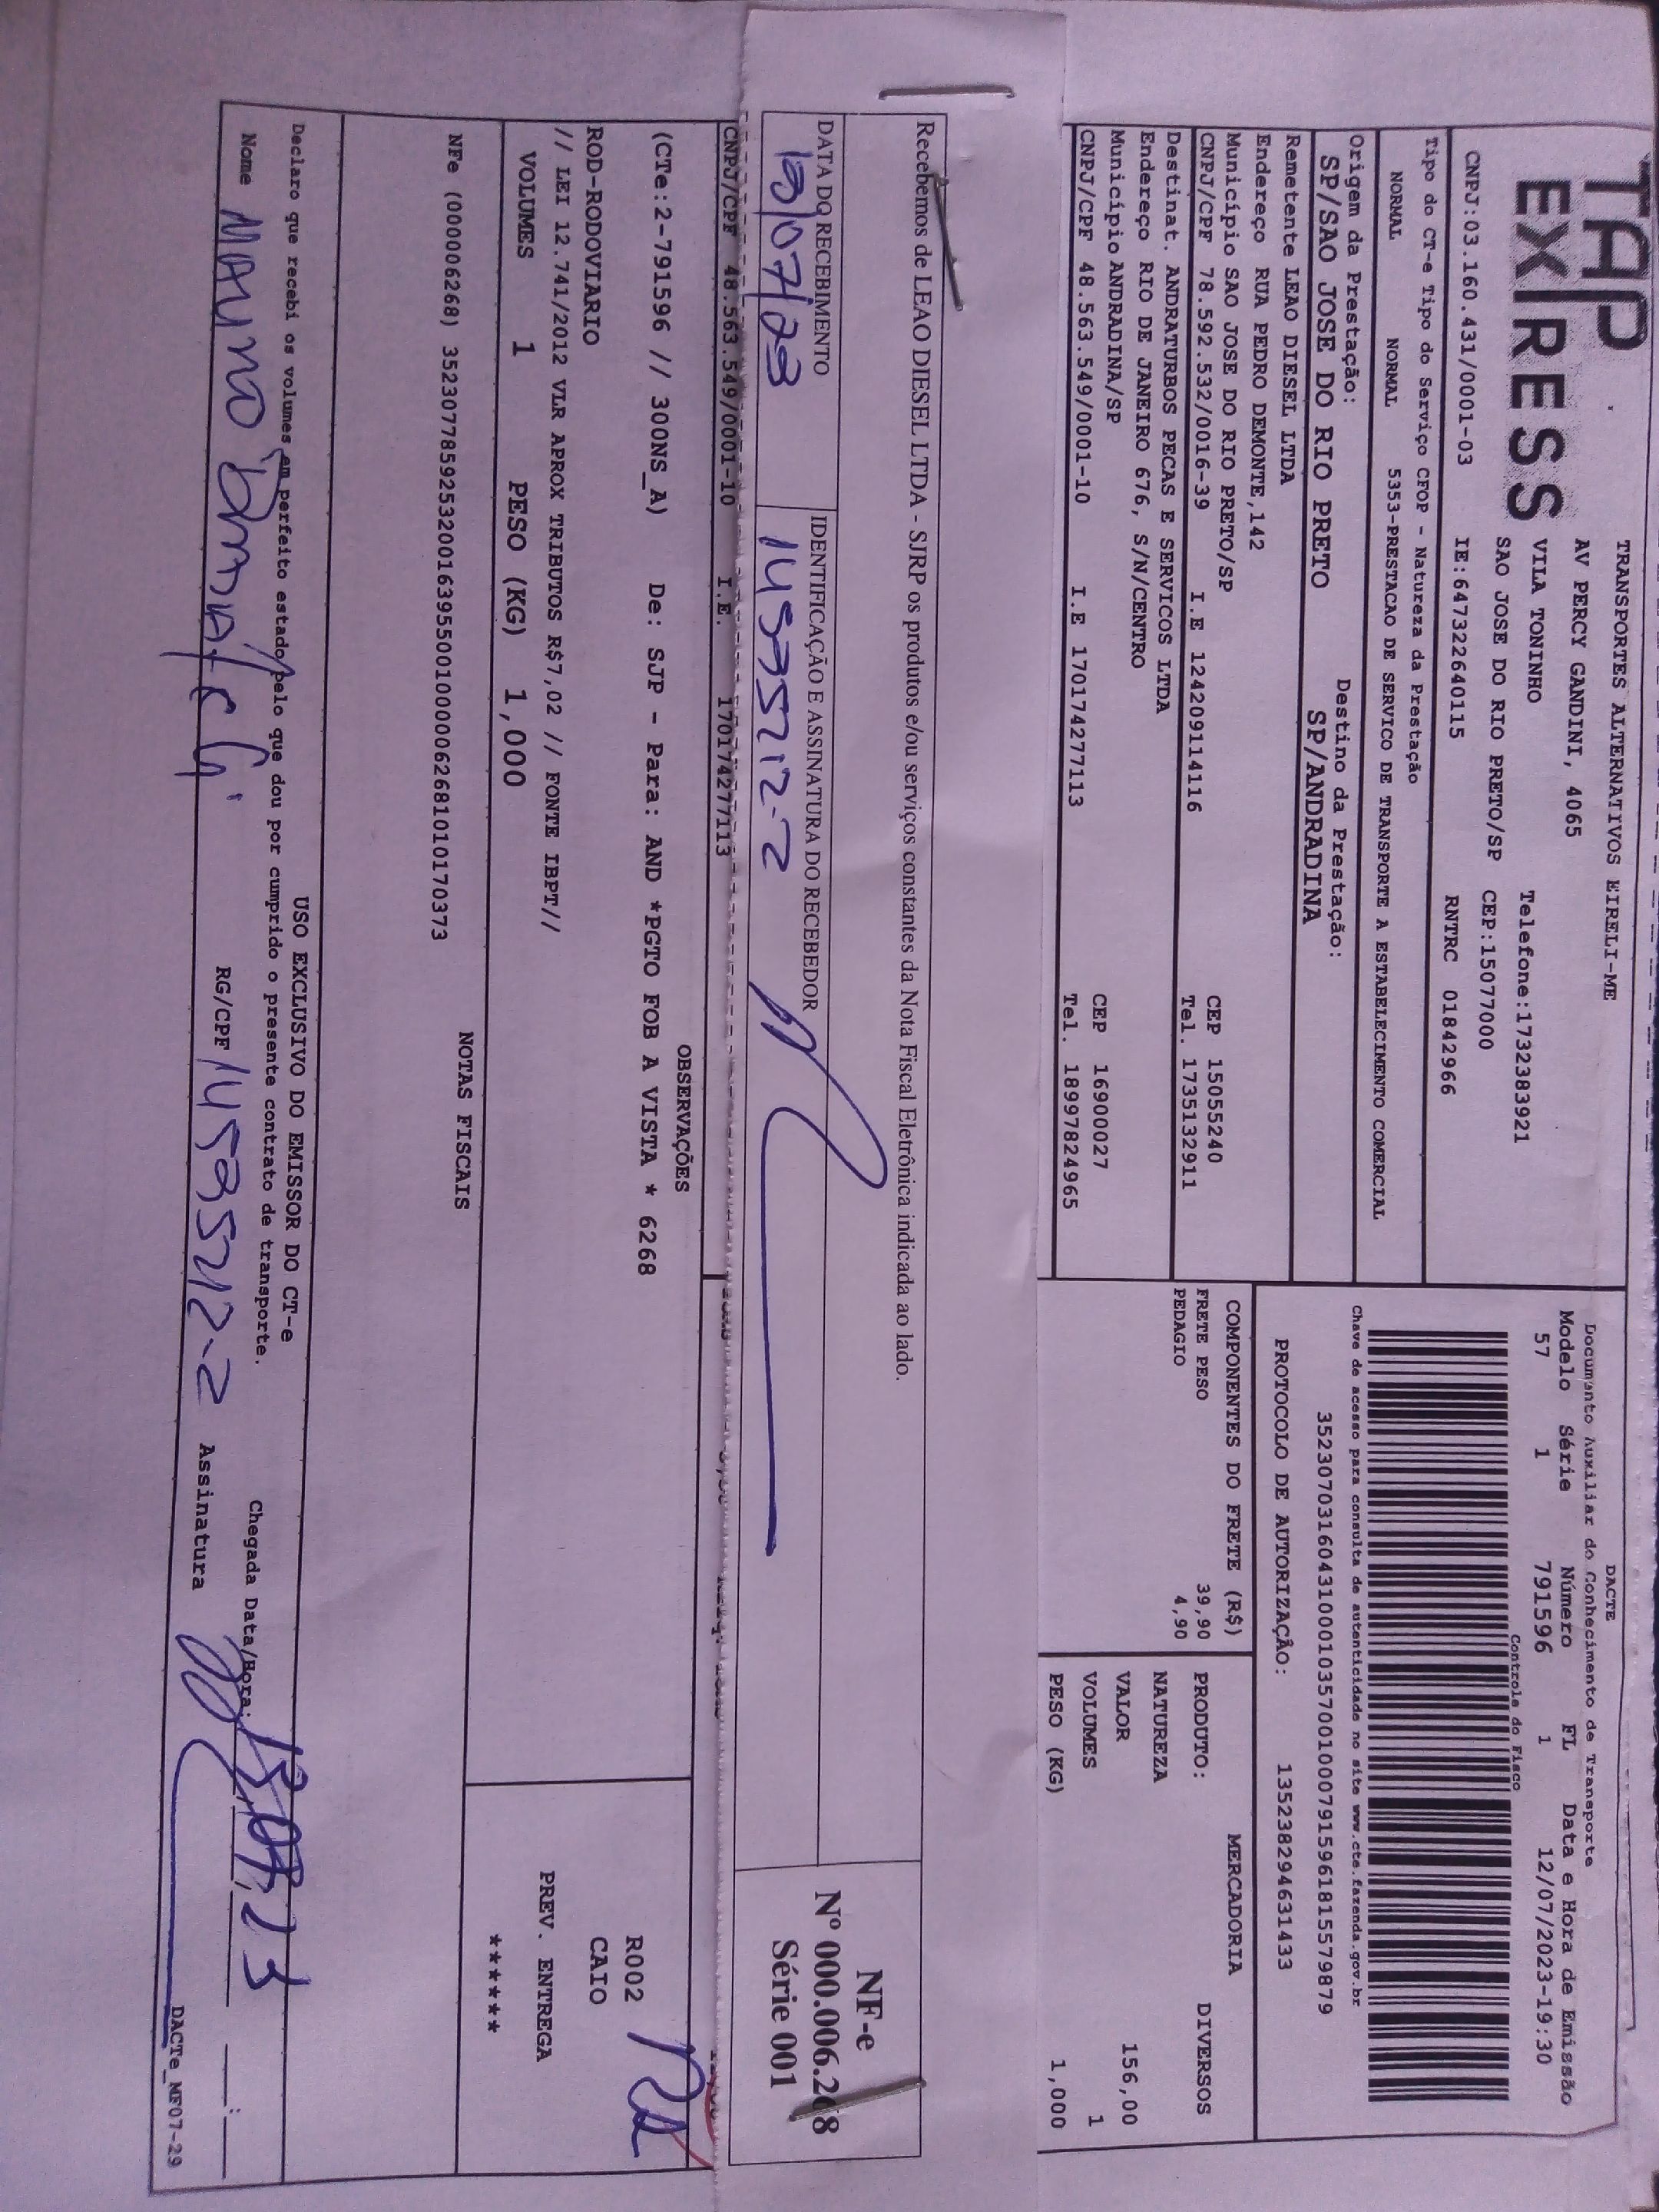 TAP
EXPRESS
TRANSPORTES ALTERNATIVOS EIRELI-ME
AV PERCY GANDINI, 4065
VILA TONINHO Telefone:1732383921
SAO JOSE DO RIO PRETO/SP CEP:15077000
CNPJ:03.160.431/0001-03 IE:647322640115 RNTRC 01842966
DACTE
Documento Auxiliar do Conhecimento de Transporte
Modelo Série Número FL Data e Hora de Emissão
57 1 791596 1 12/07/2023-19:30
Controle do Fisco
Tipo do CT-e Tipo do Serviço CFOP - Natureza da Prestação
NORMAL NORMAL 5353-PRESTACAO DE SERVICO DE TRANSPORTE A ESTABELECIMENTO COMERCIAL
Chave de acesso para consulta de autenticidade no site www.cte.fazenda.gov.br
35230703160431000103570010007915961815579879
Origem da Prestação: Destino da Prestação:
SP/SAO JOSE DO RIO PRETO SP/ANDRADINA
PROTOCOLO DE AUTORIZAÇÃO: 135238294631433
Remetente LEAO DIESEL LTDA
Endereço RUA PEDRO DEMONTE,142
Município SAO JOSE DO RIO PRETO/SP CEP 15055240
CNPJ/CPF 78.592.532/0016-39 I.E 124209114116 Tel. 173513291​1
Destinat. ANDRATURBOS PECAS E SERVICOS LTDA
Endereço RIO DE JANEIRO 676, S/N/CENTRO
Município ANDRADINA/SP CEP 16900027
CNPJ/CPF 48.563.549/0001-10 I.E 170174277113 Tel. 18997824965
COMPONENTES DO FRETE (R$)
FRETE PESO 39,90
PEDAGIO 4,90
MERCADORIA
PRODUTO: DIVERSOS
NATUREZA
VALOR 156,00
VOLUMES 1
PESO (KG) 1,000
Recebemos de LEAO DIESEL LTDA - SJRP os produtos e/ou serviços constantes da Nota Fiscal Eletrônica indicada ao lado.
DATA DO RECEBIMENTO IDENTIFICAÇÃO E ASSINATURA DO RECEBEDOR
13/07/23 14535712-2
NF-e
Nº 000.006.268
Série 001
CNPJ/CPF 48.563.549/0001-10 I.E. 170174277113
OBSERVAÇÕES
(CTe:2-791596 // 300NS_A) De: SJP - Para: AND *PGTO FOB A VISTA * 6268
R002
CAIO
ROD-RODOVIARIO
// LEI 12.741/2012 VLR APROX TRIBUTOS R$7,02 // FONTE IBPT//
VOLUMES 1 PESO (KG) 1,000
PREV. ENTREGA
******
NOTAS FISCAIS
NFe (000006268) 35230778592532001639550010000062681010170373
USO EXCLUSIVO DO EMISSOR DO CT-e
Declaro que recebi os volumes em perfeito estado pelo que dou por cumprido o presente contrato de transporte.
Chegada Data/Hora:
Nome RG/CPF 14535712-2 Assinatura
DACTe_MF07-29